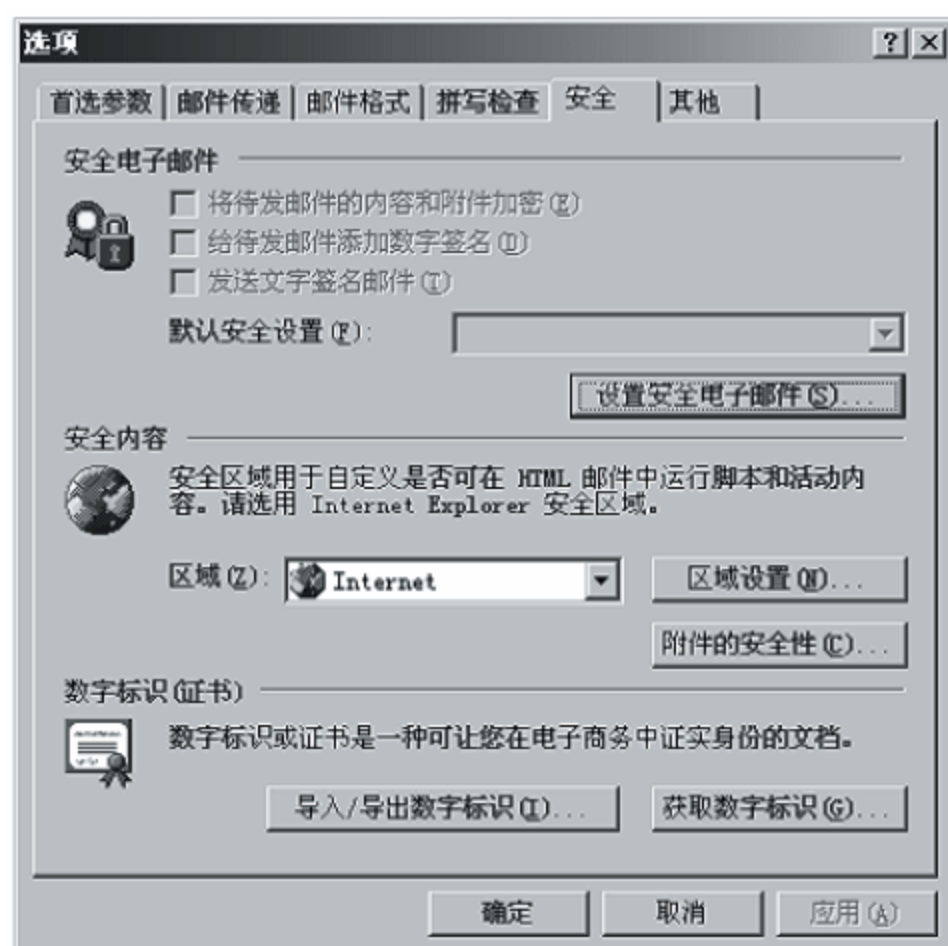 选项
首选参数 邮件传递 邮件格式 拼写检查 安全 其他
安全电子邮件
将待发邮件的内容和附件加密(E)
给待发邮件添加数字签名(D)
发送文字签名邮件(T)
默认安全设置(F):
设置安全电子邮件(S)...
安全内容
安全区域用于自定义是否可在 HTML 邮件中运行脚本和活动内
容。请选用 Internet Explorer 安全区域。
区域(Z): Internet 区域设置(N)...
附件的安全性(C)...
数字标识(证书)
数字标识或证书是一种可让您在电子商务中证实身份的文档。
导入/导出数字标识(I)... 获取数字标识(G)...
确定 取消 应用(A)